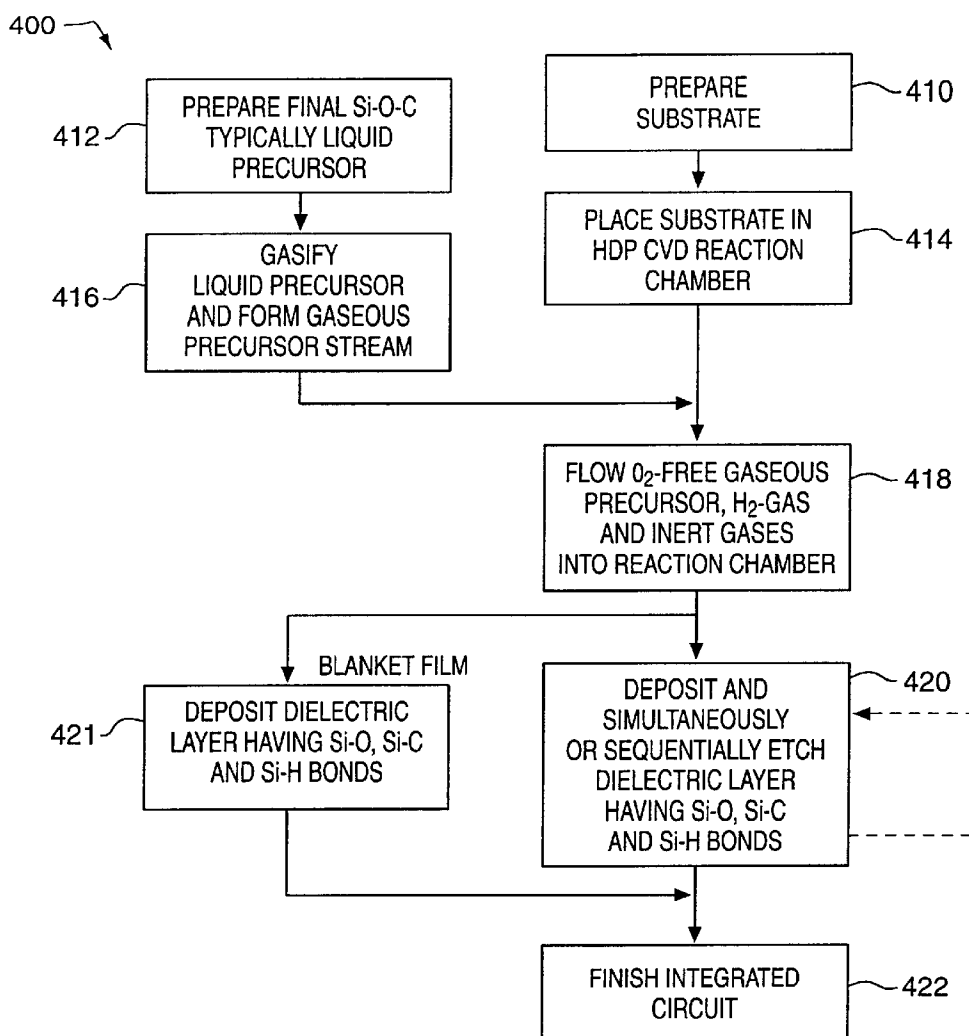 400
412
PREPARE FINAL Si-O-C
TYPICALLY LIQUID
PRECURSOR
PREPARE
SUBSTRATE
410
416
GASIFY
LIQUID PRECURSOR
AND FORM GASEOUS
PRECURSOR STREAM
PLACE SUBSTRATE IN
HDP CVD REACTION
CHAMBER
414
FLOW O₂-FREE GASEOUS
PRECURSOR, H₂-GAS
AND INERT GASES
INTO REACTION CHAMBER
418
BLANKET FILM
421
DEPOSIT DIELECTRIC
LAYER HAVING Si-O, Si-C
AND Si-H BONDS
DEPOSIT AND
SIMULTANEOUSLY
OR SEQUENTIALLY ETCH
DIELECTRIC LAYER
HAVING Si-O, Si-C
AND Si-H BONDS
420
FINISH INTEGRATED
CIRCUIT
422